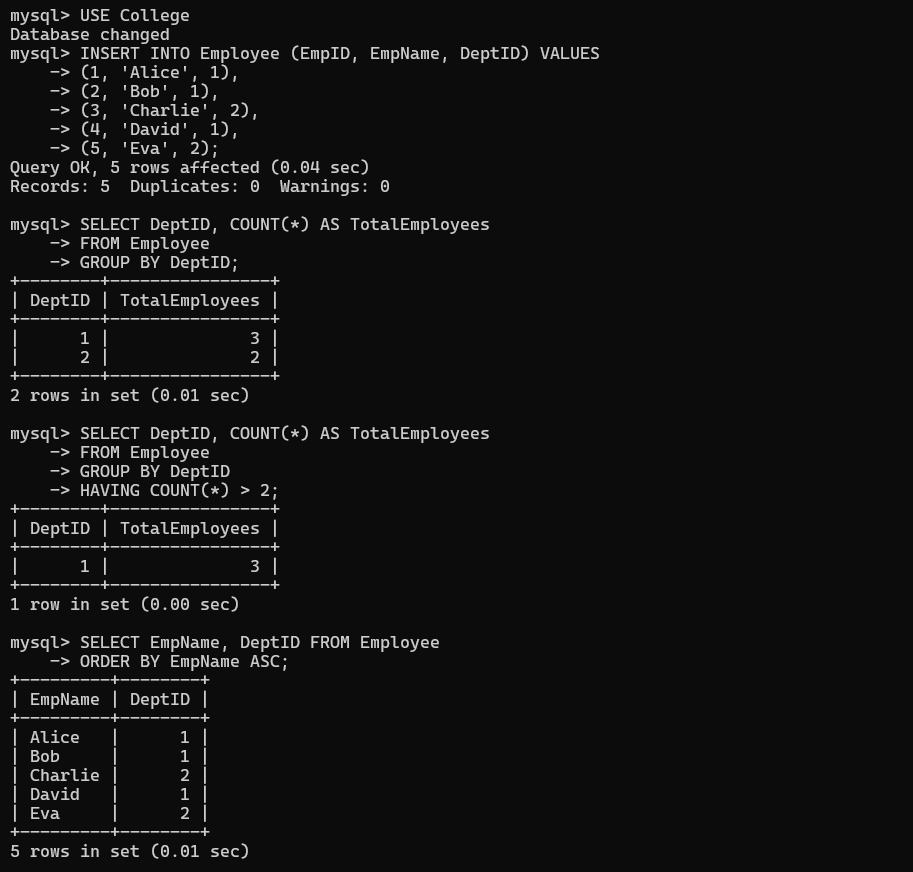 mysql> USE College
Database changed
mysql> INSERT INTO Employee (EmpID, EmpName, DeptID) VALUES
    -> (1, 'Alice', 1),
    -> (2, 'Bob', 1),
    -> (3, 'Charlie', 2),
    -> (4, 'David', 1),
    -> (5, 'Eva', 2);
Query OK, 5 rows affected (0.04 sec)
Records: 5  Duplicates: 0  Warnings: 0

mysql> SELECT DeptID, COUNT(*) AS TotalEmployees
    -> FROM Employee
    -> GROUP BY DeptID;
+--------+----------------+
| DeptID | TotalEmployees |
+--------+----------------+
|      1 |              3 |
|      2 |              2 |
+--------+----------------+
2 rows in set (0.01 sec)

mysql> SELECT DeptID, COUNT(*) AS TotalEmployees
    -> FROM Employee
    -> GROUP BY DeptID
    -> HAVING COUNT(*) > 2;
+--------+----------------+
| DeptID | TotalEmployees |
+--------+----------------+
|      1 |              3 |
+--------+----------------+
1 row in set (0.00 sec)

mysql> SELECT EmpName, DeptID FROM Employee
    -> ORDER BY EmpName ASC;
+---------+--------+
| EmpName | DeptID |
+---------+--------+
| Alice   |      1 |
| Bob     |      1 |
| Charlie |      2 |
| David   |      1 |
| Eva     |      2 |
+---------+--------+
5 rows in set (0.01 sec)